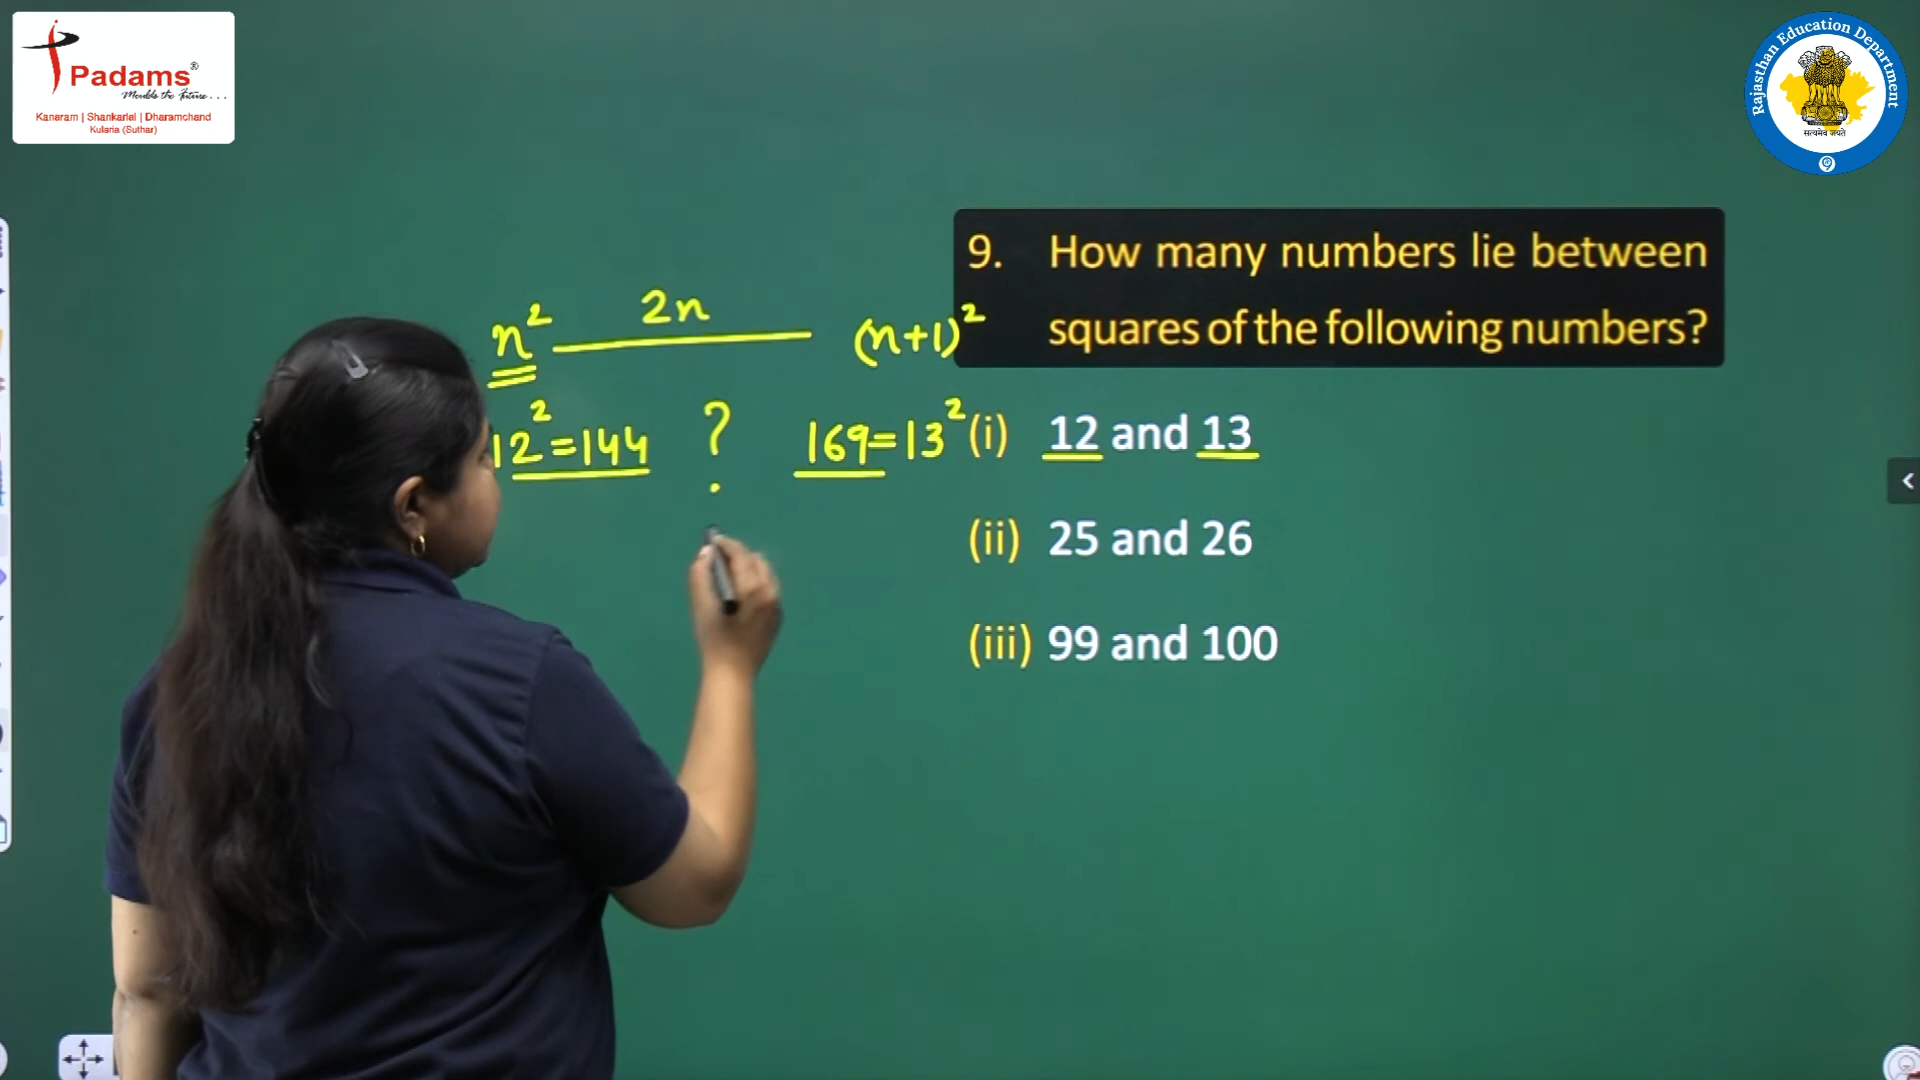 Padams®
Moulds the Future...
Kanaram | Shankarlal | Dharamchand
Kularia (Suthar)
Rajasthan Education Department
सत्यमेव जयते
9. How many numbers lie between
squares of the following numbers?
n² 2n (n+1)²
12²=144 ? 169=13²
(i) 12 and 13
(ii) 25 and 26
(iii) 99 and 100